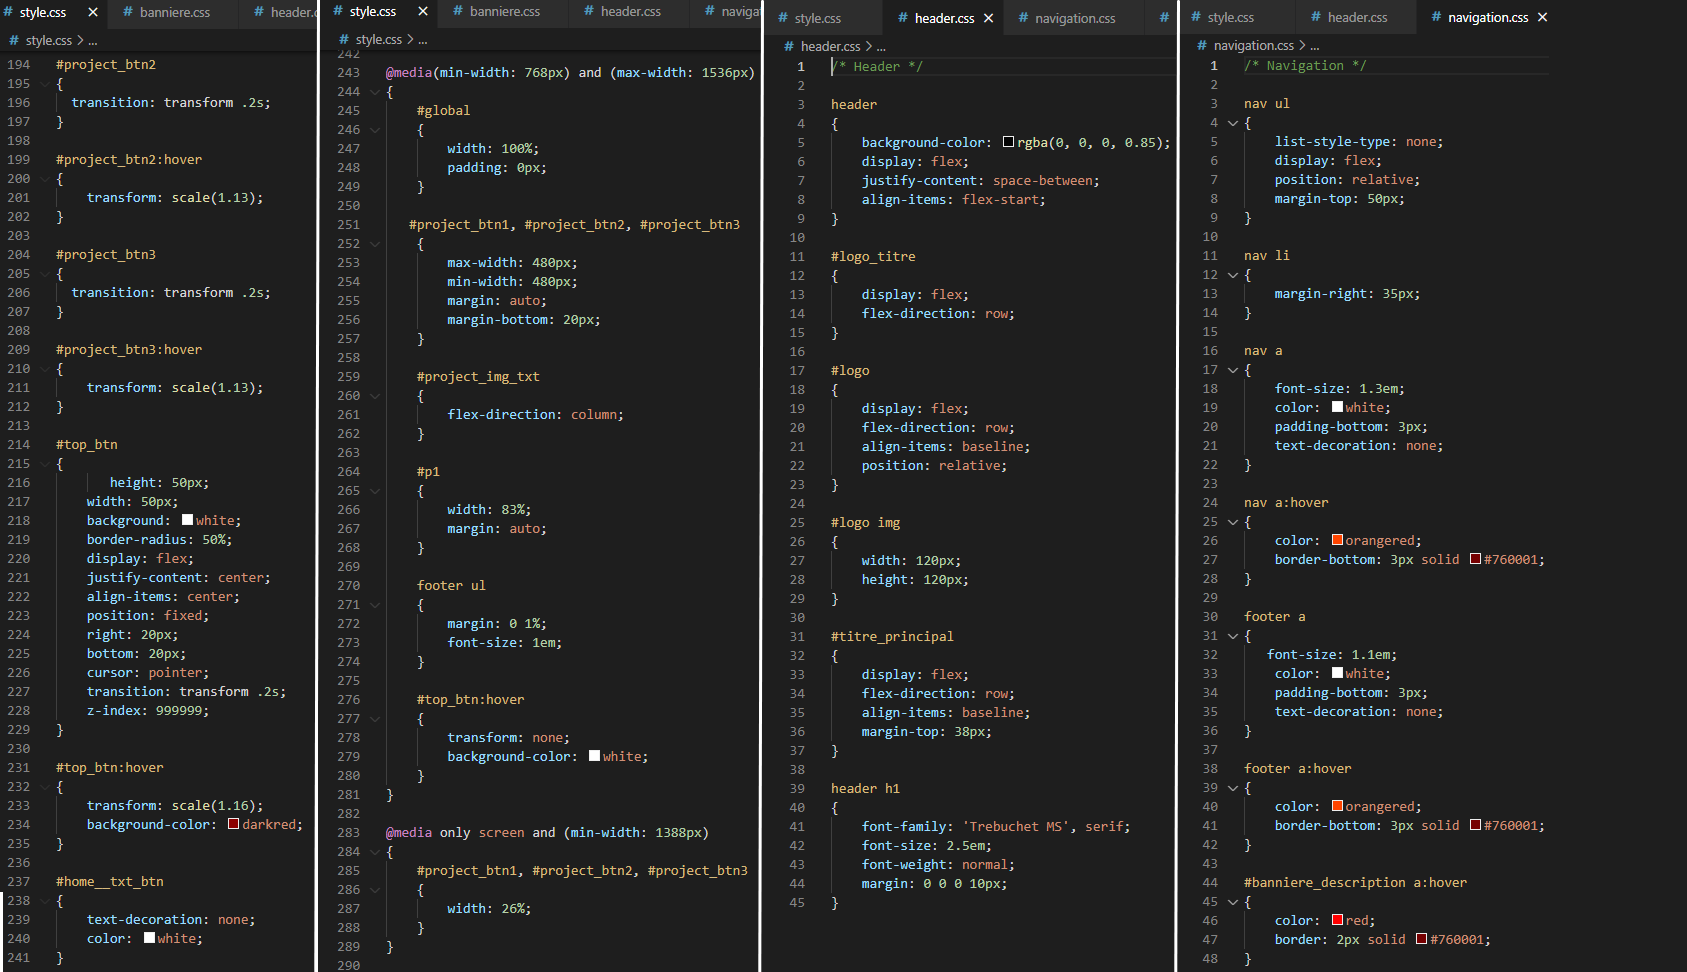 # style.css ×
# banniere.css
# header.c
# style.css > ...
194 #project_btn2
195 {
196 transition: transform .2s;
197 }
198
199 #project_btn2:hover
200 {
201 transform: scale(1.13);
202 }
203
204 #project_btn3
205 {
206 transition: transform .2s;
207 }
208
209 #project_btn3:hover
210 {
211 transform: scale(1.13);
212 }
213
214 #top_btn
215 {
216 height: 50px;
217 width: 50px;
218 background: white;
219 border-radius: 50%;
220 display: flex;
221 justify-content: center;
222 align-items: center;
223 position: fixed;
224 right: 20px;
225 bottom: 20px;
226 cursor: pointer;
227 transition: transform .2s;
228 z-index: 999999;
229 }
230
231 #top_btn:hover
232 {
233 transform: scale(1.16);
234 background-color: darkred;
235 }
236
237 #home__txt_btn
238 {
239 text-decoration: none;
240 color: white;
241 }
# style.css ×
# banniere.css
# header.css
# navigat
# style.css > ...
242
243 @media(min-width: 768px) and (max-width: 1536px)
244 {
245 #global
246 {
247 width: 100%;
248 padding: 0px;
249 }
250
251 #project_btn1, #project_btn2, #project_btn3
252 {
253 max-width: 480px;
254 min-width: 480px;
255 margin: auto;
256 margin-bottom: 20px;
257 }
258
259 #project_img_txt
260 {
261 flex-direction: column;
262 }
263
264 #p1
265 {
266 width: 83%;
267 margin: auto;
268 }
269
270 footer ul
271 {
272 margin: 0 1%;
273 font-size: 1em;
274 }
275
276 #top_btn:hover
277 {
278 transform: none;
279 background-color: white;
280 }
281 }
282
283 @media only screen and (min-width: 1388px)
284 {
285 #project_btn1, #project_btn2, #project_btn3
286 {
287 width: 26%;
288 }
289 }
290
# style.css
# header.css ×
# navigation.css
#
# header.css > ...
1 /* Header */
2
3 header
4 {
5 background-color: rgba(0, 0, 0, 0.85);
6 display: flex;
7 justify-content: space-between;
8 align-items: flex-start;
9 }
10
11 #logo_titre
12 {
13 display: flex;
14 flex-direction: row;
15 }
16
17 #logo
18 {
19 display: flex;
20 flex-direction: row;
21 align-items: baseline;
22 position: relative;
23 }
24
25 #logo img
26 {
27 width: 120px;
28 height: 120px;
29 }
30
31 #titre_principal
32 {
33 display: flex;
34 flex-direction: row;
35 align-items: baseline;
36 margin-top: 38px;
37 }
38
39 header h1
40 {
41 font-family: 'Trebuchet MS', serif;
42 font-size: 2.5em;
43 font-weight: normal;
44 margin: 0 0 0 10px;
45 }
# style.css
# header.css
# navigation.css ×
# navigation.css > ...
1 /* Navigation */
2
3 nav ul
4 {
5 list-style-type: none;
6 display: flex;
7 position: relative;
8 margin-top: 50px;
9 }
10
11 nav li
12 {
13 margin-right: 35px;
14 }
15
16 nav a
17 {
18 font-size: 1.3em;
19 color: white;
20 padding-bottom: 3px;
21 text-decoration: none;
22 }
23
24 nav a:hover
25 {
26 color: orangered;
27 border-bottom: 3px solid #760001;
28 }
29
30 footer a
31 {
32 font-size: 1.1em;
33 color: white;
34 padding-bottom: 3px;
35 text-decoration: none;
36 }
37
38 footer a:hover
39 {
40 color: orangered;
41 border-bottom: 3px solid #760001;
42 }
43
44 #banniere_description a:hover
45 {
46 color: red;
47 border: 2px solid #760001;
48 }